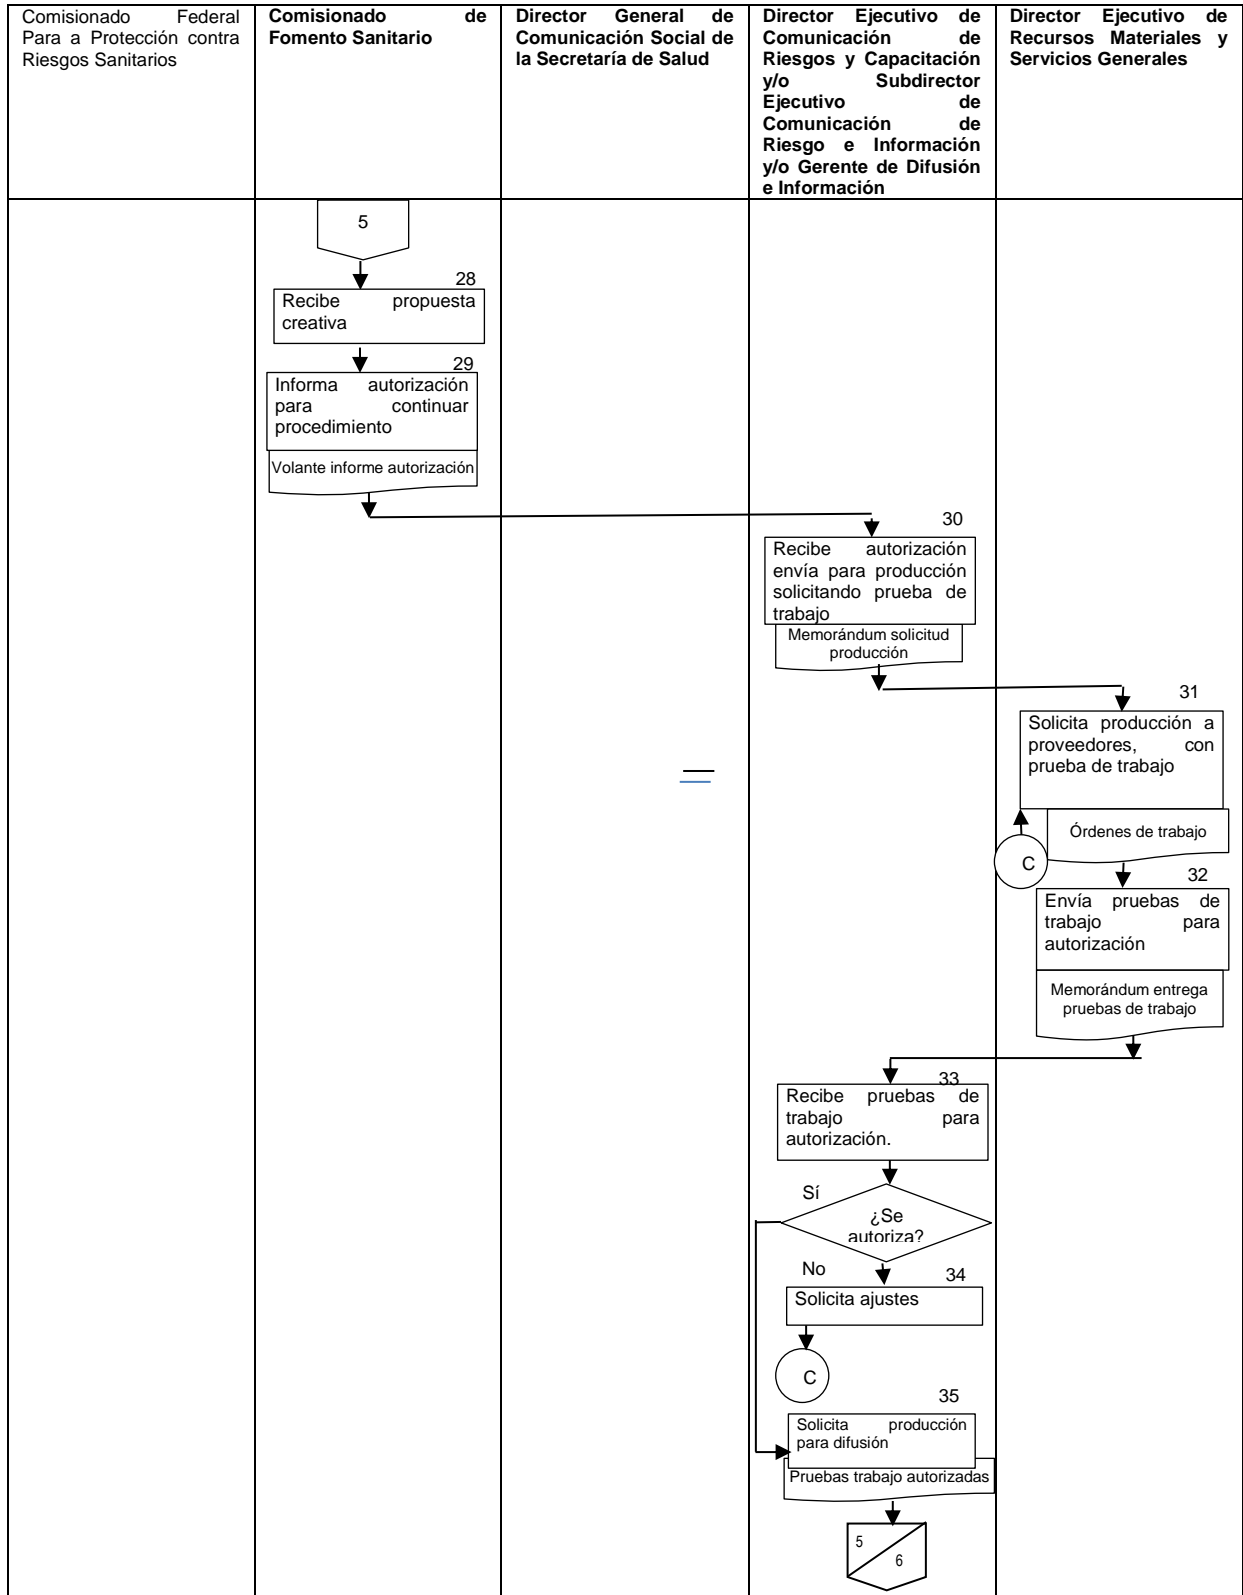 Comisionado Federal
Para a Protección contra
Riesgos Sanitarios
Comisionado de
Fomento Sanitario
Director General de
Comunicación Social de
la Secretaría de Salud
Director Ejecutivo de
Comunicación de
Riesgos y Capacitación
y/o Subdirector
Ejecutivo de
Comunicación de
Riesgo e Información
y/o Gerente de Difusión
e Información
Director Ejecutivo de
Recursos Materiales y
Servicios Generales
5
28
Recibe propuesta
creativa
29
Informa autorización
para continuar
procedimiento
Volante informe autorización
30
Recibe autorización
envía para producción
solicitando prueba de
trabajo
Memorándum solicitud
producción
31
Solicita producción a
proveedores, con
prueba de trabajo
Órdenes de trabajo
C
32
Envía pruebas de
trabajo para
autorización
Memorándum entrega
pruebas de trabajo
33
Recibe pruebas de
trabajo para
autorización.
Sí
¿Se
autoriza?
No
34
Solicita ajustes
C
35
Solicita producción
para difusión
Pruebas trabajo autorizadas
5
6